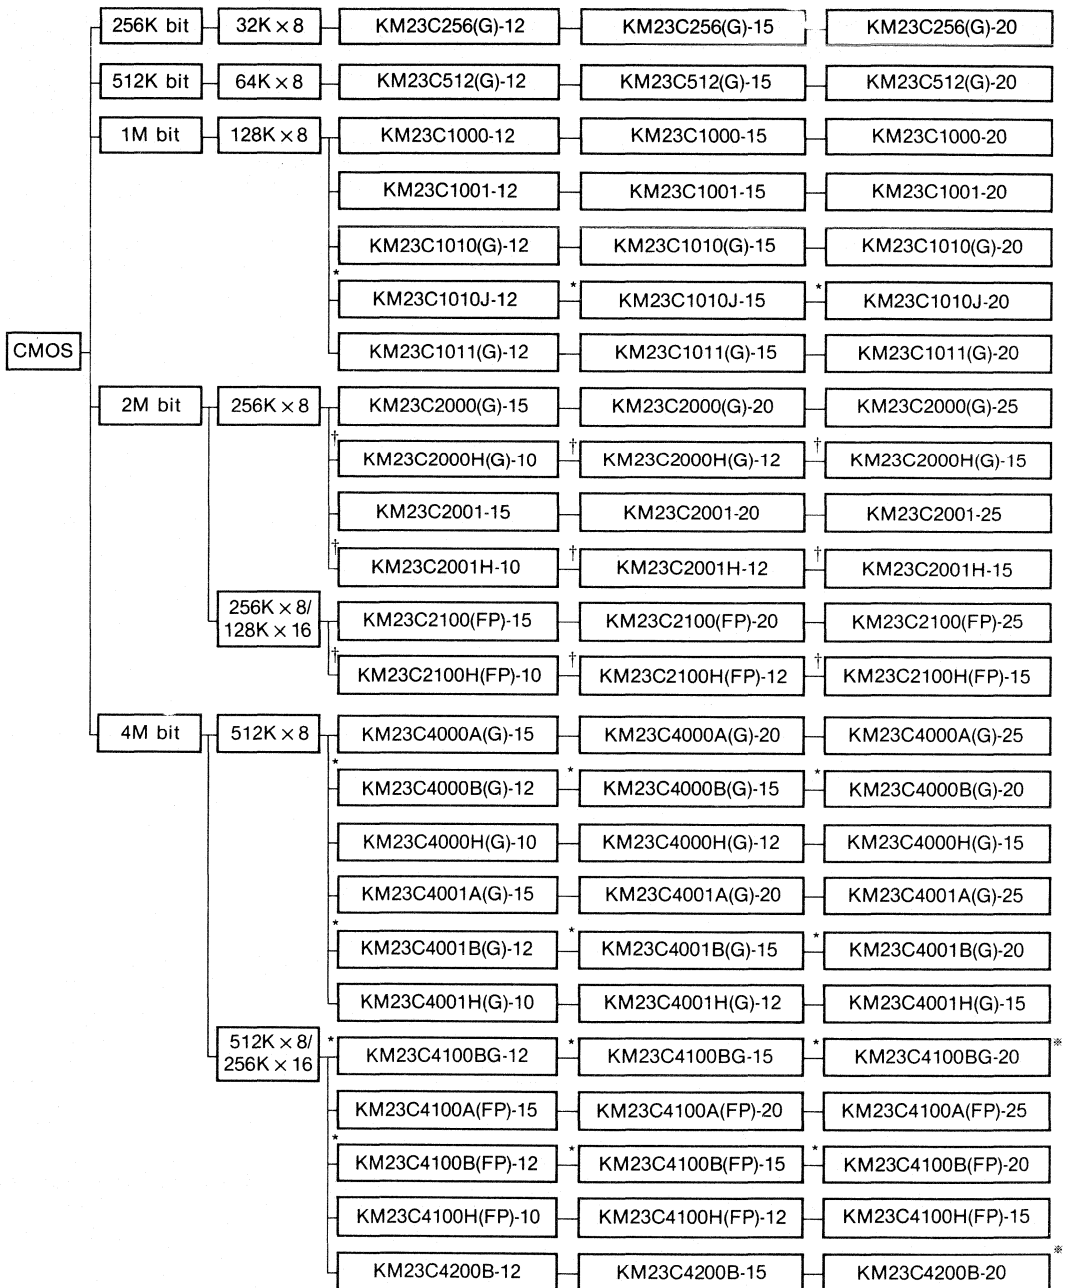 256K bit 32K × 8 KM23C256(G)-12 KM23C256(G)-15 KM23C256(G)-20
512K bit 64K × 8 KM23C512(G)-12 KM23C512(G)-15 KM23C512(G)-20
1M bit 128K × 8 KM23C1000-12 KM23C1000-15 KM23C1000-20
KM23C1001-12 KM23C1001-15 KM23C1001-20
KM23C1010(G)-12 KM23C1010(G)-15 KM23C1010(G)-20
* KM23C1010J-12 * KM23C1010J-15 * KM23C1010J-20
CMOS KM23C1011(G)-12 KM23C1011(G)-15 KM23C1011(G)-20
2M bit 256K × 8 KM23C2000(G)-15 KM23C2000(G)-20 KM23C2000(G)-25
† KM23C2000H(G)-10 † KM23C2000H(G)-12 † KM23C2000H(G)-15
KM23C2001-15 KM23C2001-20 KM23C2001-25
† KM23C2001H-10 † KM23C2001H-12 † KM23C2001H-15
256K × 8/
128K × 16 KM23C2100(FP)-15 KM23C2100(FP)-20 KM23C2100(FP)-25
† KM23C2100H(FP)-10 † KM23C2100H(FP)-12 † KM23C2100H(FP)-15
4M bit 512K × 8 KM23C4000A(G)-15 KM23C4000A(G)-20 KM23C4000A(G)-25
* KM23C4000B(G)-12 * KM23C4000B(G)-15 * KM23C4000B(G)-20
KM23C4000H(G)-10 KM23C4000H(G)-12 KM23C4000H(G)-15
KM23C4001A(G)-15 KM23C4001A(G)-20 KM23C4001A(G)-25
* KM23C4001B(G)-12 * KM23C4001B(G)-15 * KM23C4001B(G)-20
KM23C4001H(G)-10 KM23C4001H(G)-12 KM23C4001H(G)-15
512K × 8/
256K × 16 * KM23C4100BG-12 * KM23C4100BG-15 * KM23C4100BG-20 ※
KM23C4100A(FP)-15 KM23C4100A(FP)-20 KM23C4100A(FP)-25
* KM23C4100B(FP)-12 * KM23C4100B(FP)-15 * KM23C4100B(FP)-20
KM23C4100H(FP)-10 KM23C4100H(FP)-12 KM23C4100H(FP)-15
KM23C4200B-12 KM23C4200B-15 KM23C4200B-20 ※